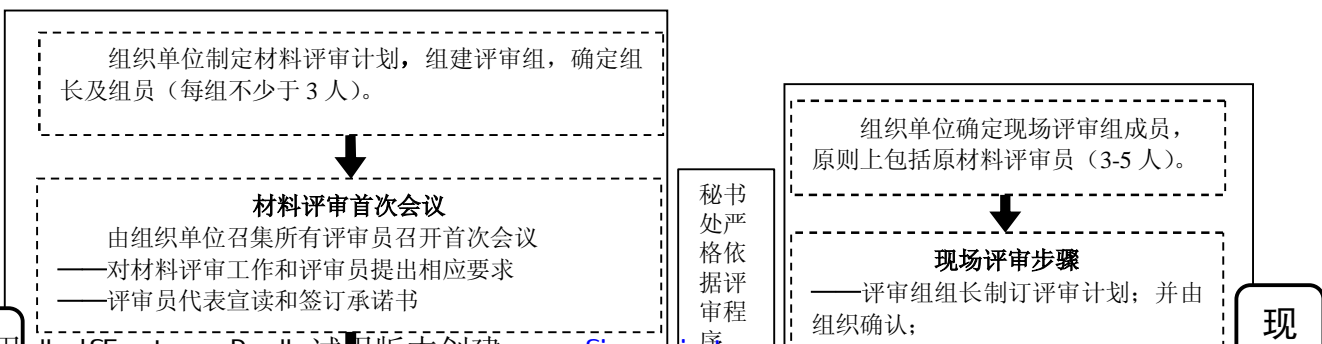 组织单位制定材料评审计划，组建评审组，确定组
长及组员（每组不少于 3 人）。
材料评审首次会议
由组织单位召集所有评审员召开首次会议
——对材料评审工作和评审员提出相应要求
——评审员代表宣读和签订承诺书
秘书
处严
格依
据评
审程
序
组织单位确定现场评审组成员，
原则上包括原材料评审员（3-5 人）。
现场评审步骤
——评审组组长制订评审计划；并由
组织确认；
现